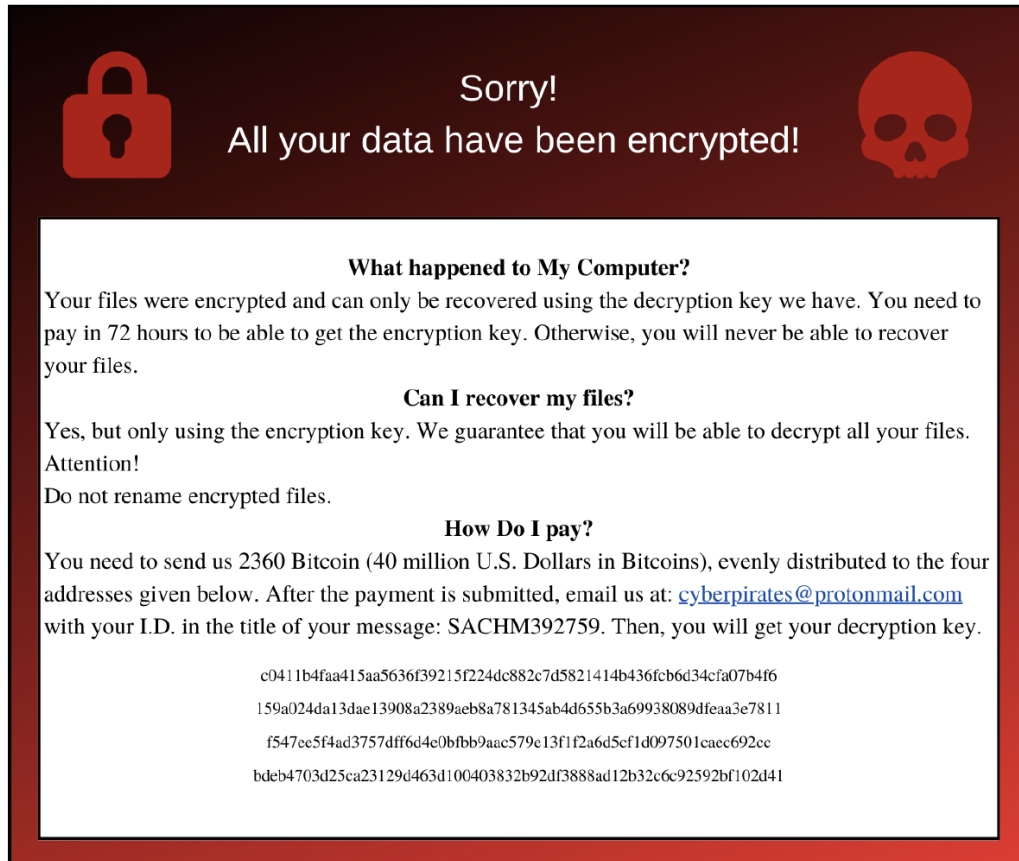 Sorry!
All your data have been encrypted!
What happened to My Computer?
Your files were encrypted and can only be recovered using the decryption key we have. You need to
pay in 72 hours to be able to get the encryption key. Otherwise, you will never be able to recover
your files.
Can I recover my files?
Yes, but only using the encryption key. We guarantee that you will be able to decrypt all your files.
Attention!
Do not rename encrypted files.
How Do I pay?
You need to send us 2360 Bitcoin (40 million U.S. Dollars in Bitcoins), evenly distributed to the four
addresses given below. After the payment is submitted, email us at: cyberpirates@protonmail.com
with your I.D. in the title of your message: SACHM392759. Then, you will get your decryption key.
c0411b4faa415aa5636f39215f224dc882c7d5821414b436fcb6d34cfa07b4f6
159a024da13dae13908a2389aeb8a781345ab4d655b3a69938089dfeaa3e7811
f547ee5f4ad3757dff6d4e0bfbb9aac579e13f1f2a6d5cf1d097501caec692cc
bdeb4703d25ca23129d463d100403832b92df3888ad12b32c6c92592bf102d41